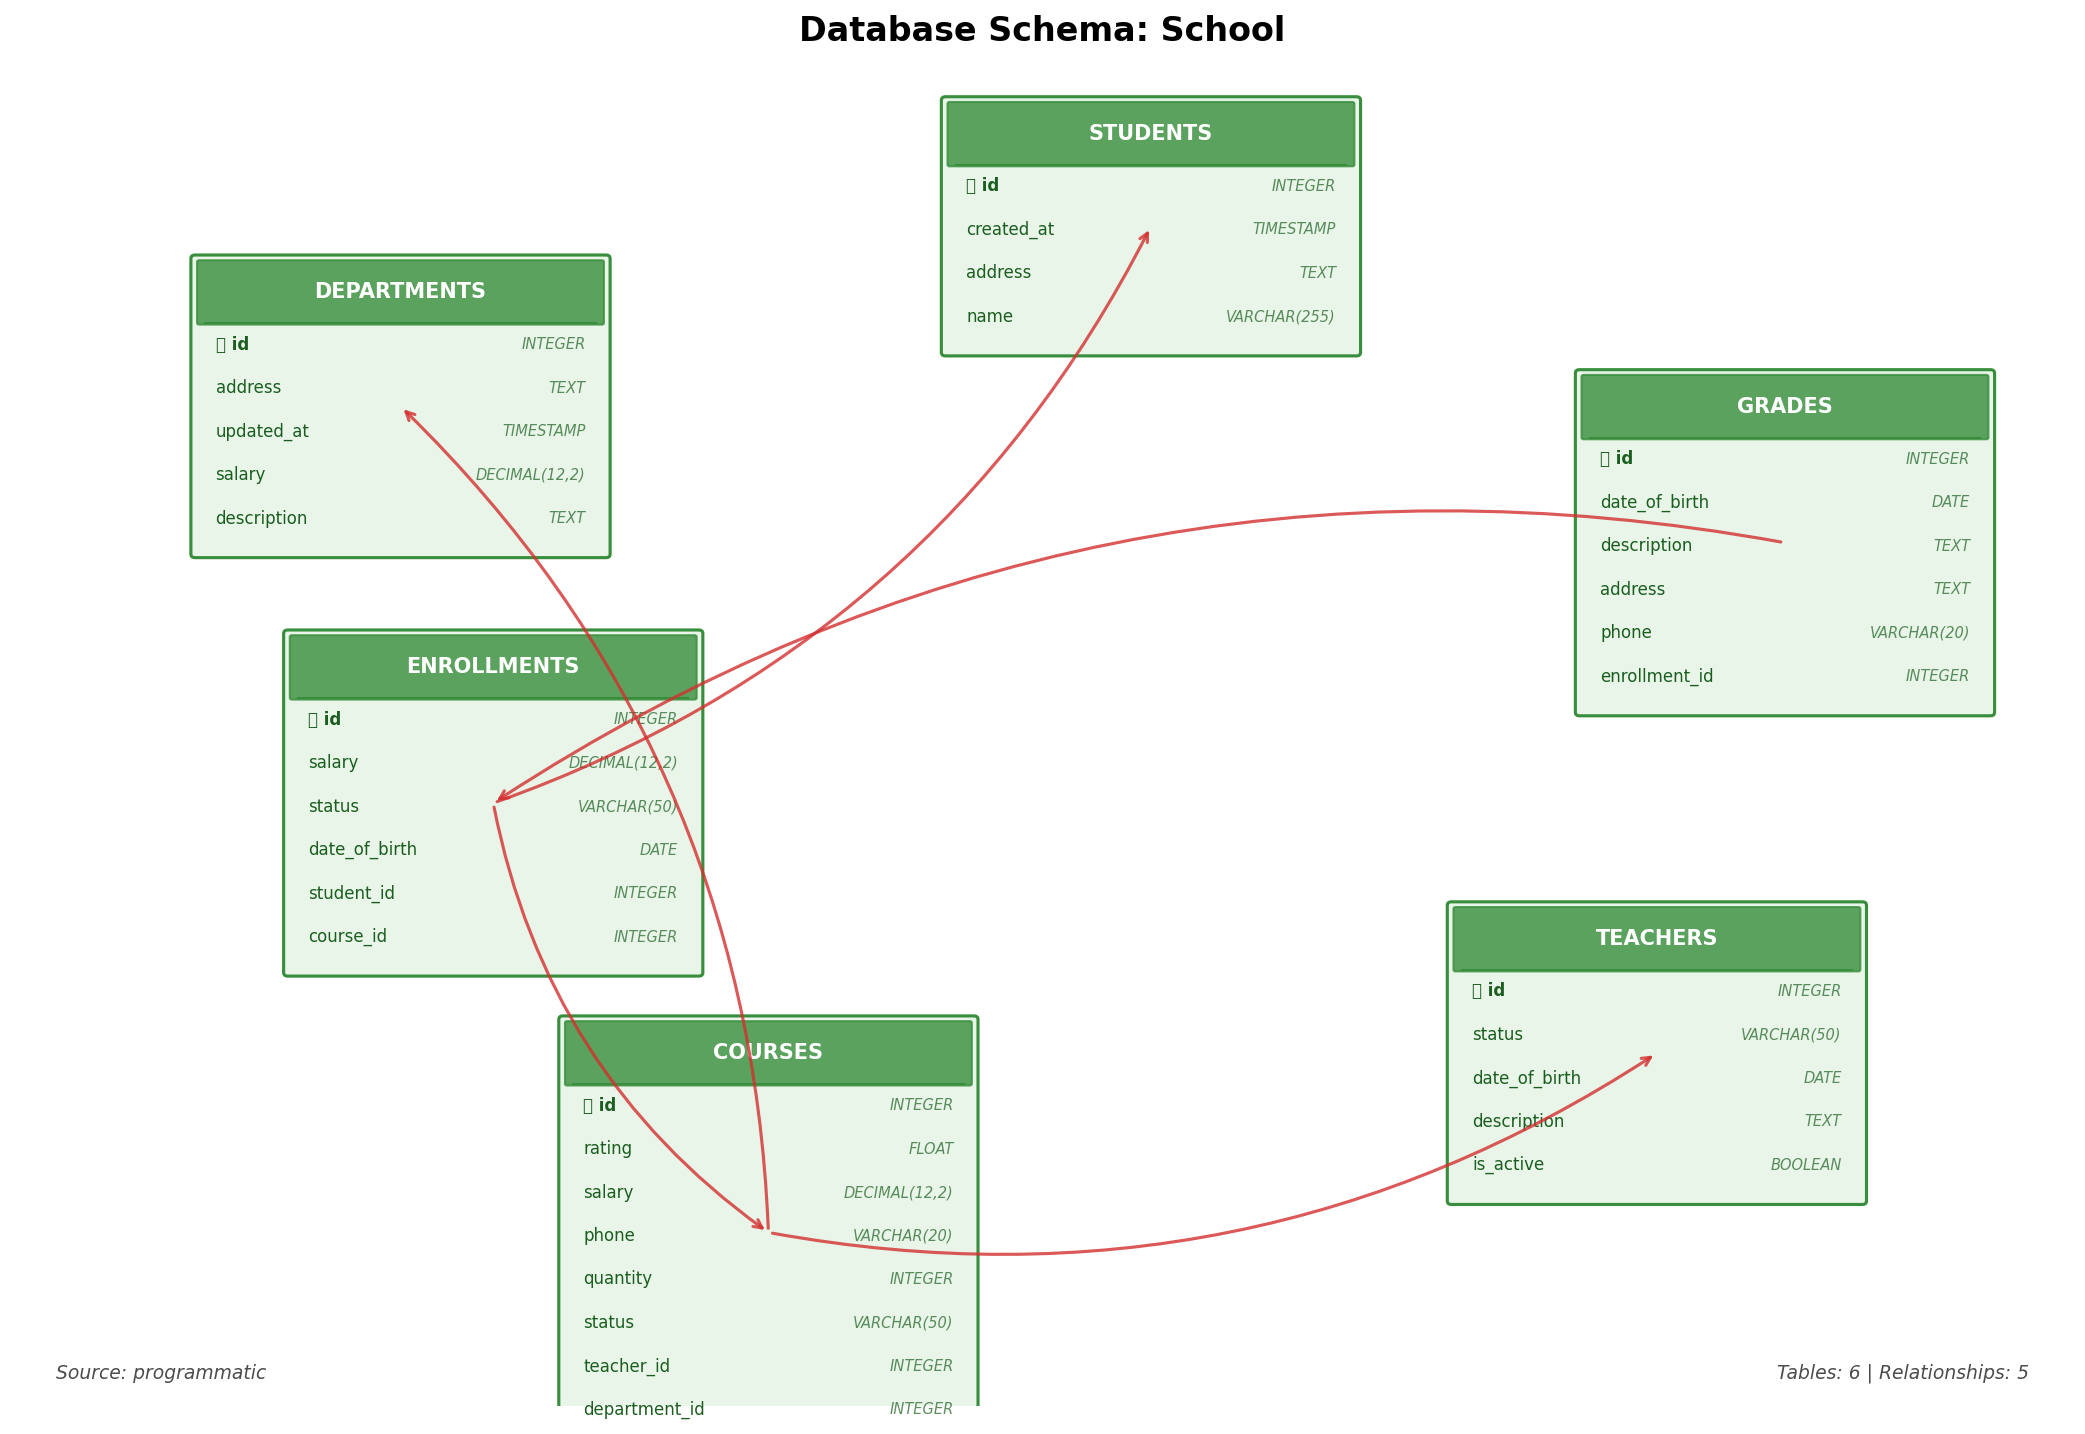 Database Schema: School
STUDENTS
id INTEGER
created_at TIMESTAMP
address TEXT
name VARCHAR(255)
DEPARTMENTS
id INTEGER
address TEXT
updated_at TIMESTAMP
salary DECIMAL(12,2)
description TEXT
GRADES
id INTEGER
date_of_birth DATE
description TEXT
address TEXT
phone VARCHAR(20)
enrollment_id INTEGER
ENROLLMENTS
id INTEGER
salary DECIMAL(12,2)
status VARCHAR(50)
date_of_birth DATE
student_id INTEGER
course_id INTEGER
TEACHERS
id INTEGER
status VARCHAR(50)
date_of_birth DATE
description TEXT
is_active BOOLEAN
COURSES
id INTEGER
rating FLOAT
salary DECIMAL(12,2)
phone VARCHAR(20)
quantity INTEGER
status VARCHAR(50)
teacher_id INTEGER
department_id INTEGER
Source: programmatic
Tables: 6 | Relationships: 5